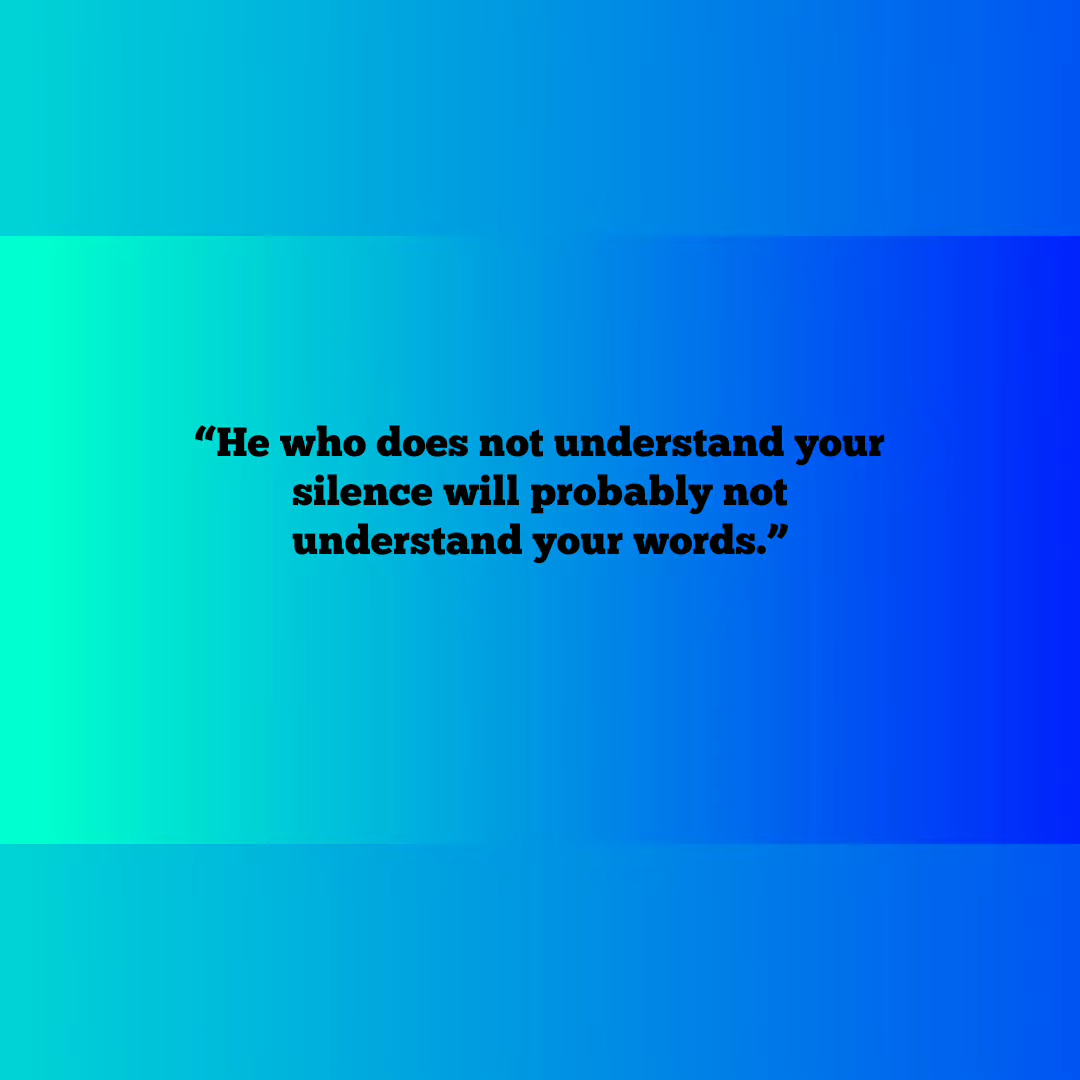 “He who does not understand your
silence will probably not
understand your words.”